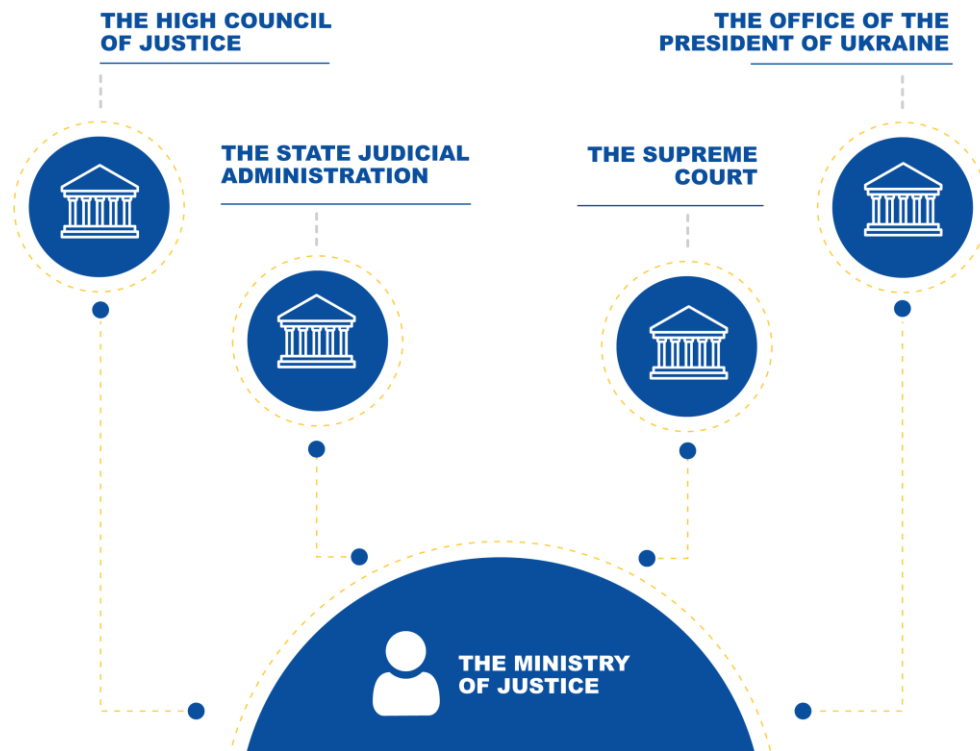 THE HIGH COUNCIL
OF JUSTICE
THE OFFICE OF THE
PRESIDENT OF UKRAINE
THE STATE JUDICIAL
ADMINISTRATION
THE SUPREME
COURT
THE MINISTRY
OF JUSTICE